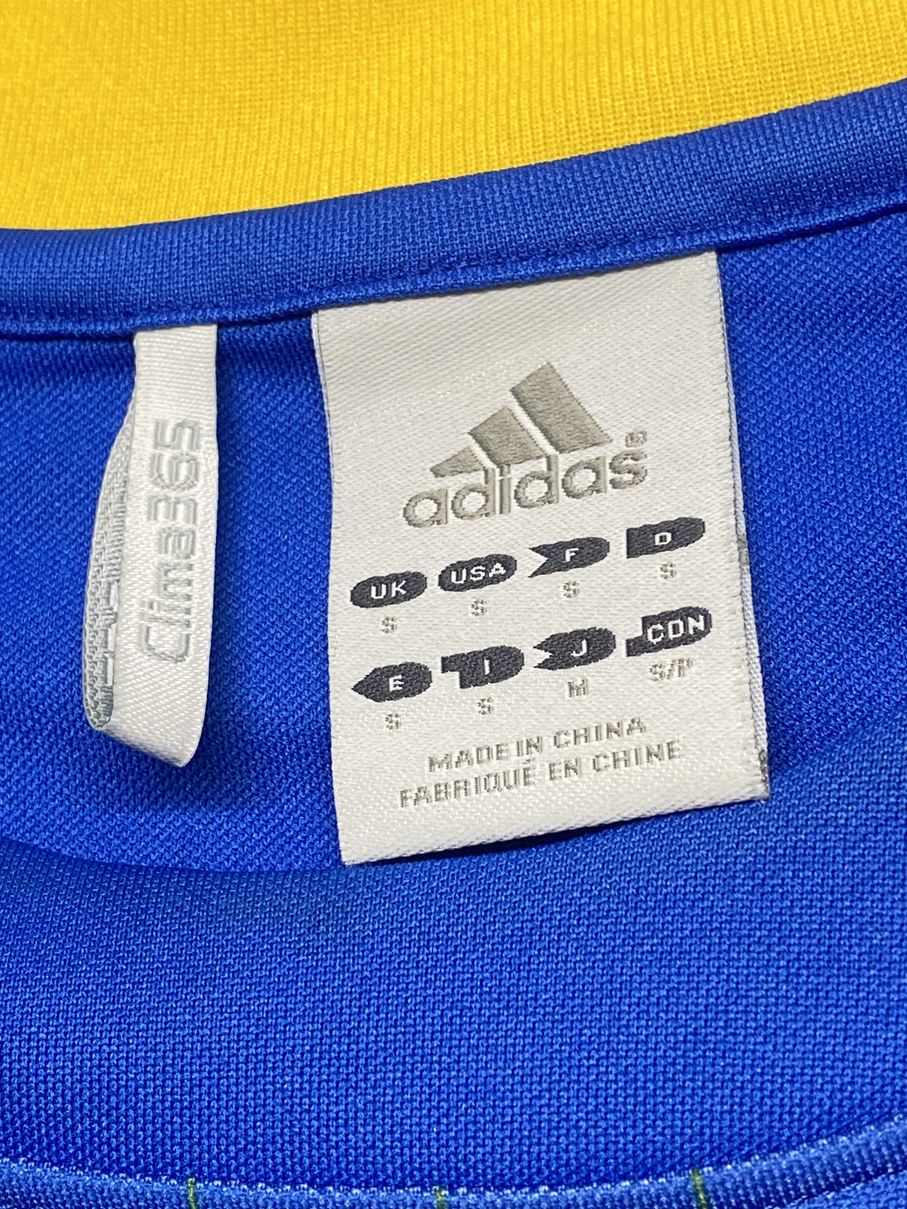 Clima365
adidas®
UK USA F D
S S S S
E I J CDN
S S M S/P
MADE IN CHINA
FABRIQUÉ EN CHINE